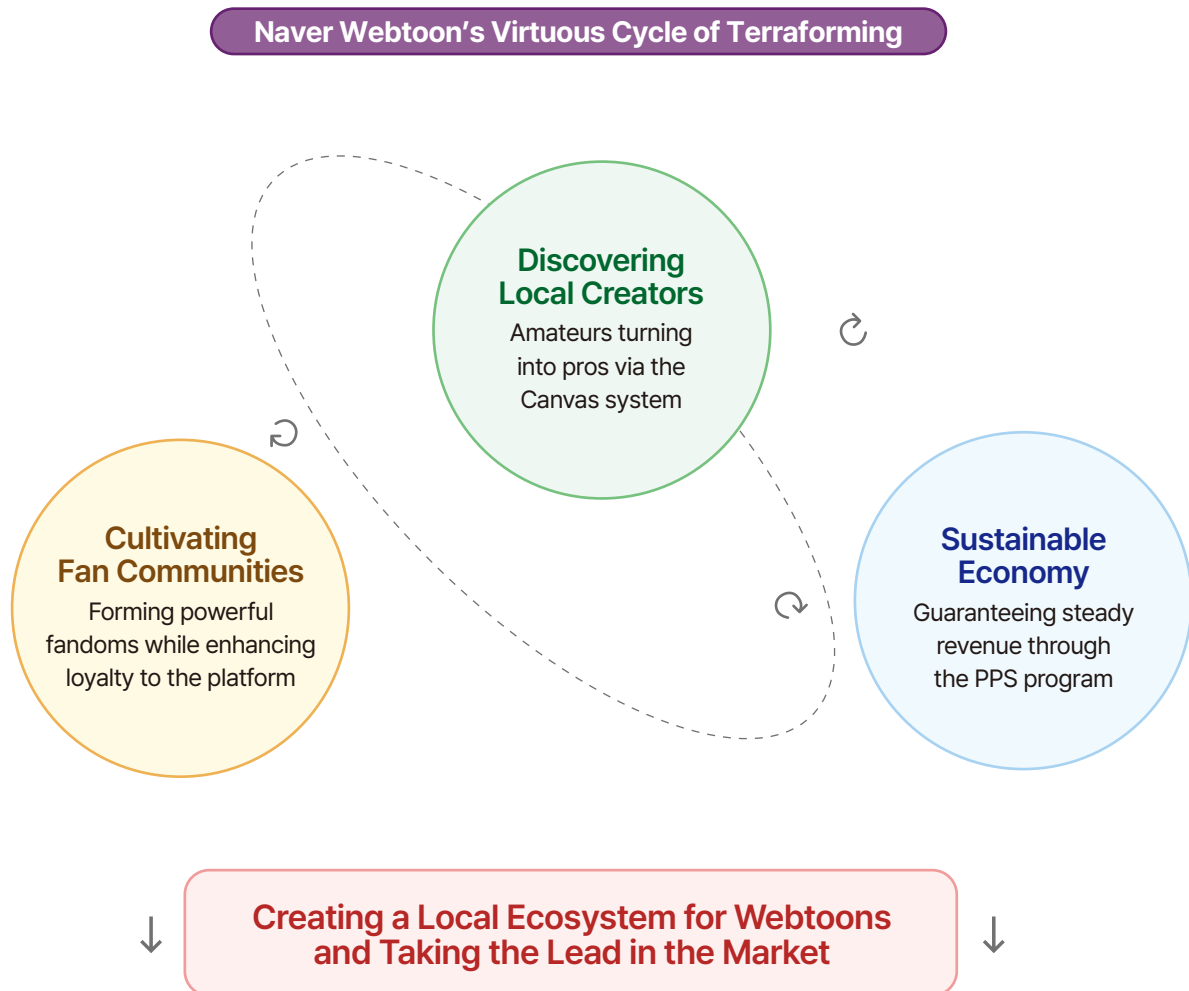 Naver Webtoon’s Virtuous Cycle of Terraforming
Discovering
Local Creators
Amateurs turning
into pros via the
Canvas system
Cultivating
Fan Communities
Forming powerful
fandoms while enhancing
loyalty to the platform
Sustainable
Economy
Guaranteeing steady
revenue through
the PPS program
Creating a Local Ecosystem for Webtoons
and Taking the Lead in the Market